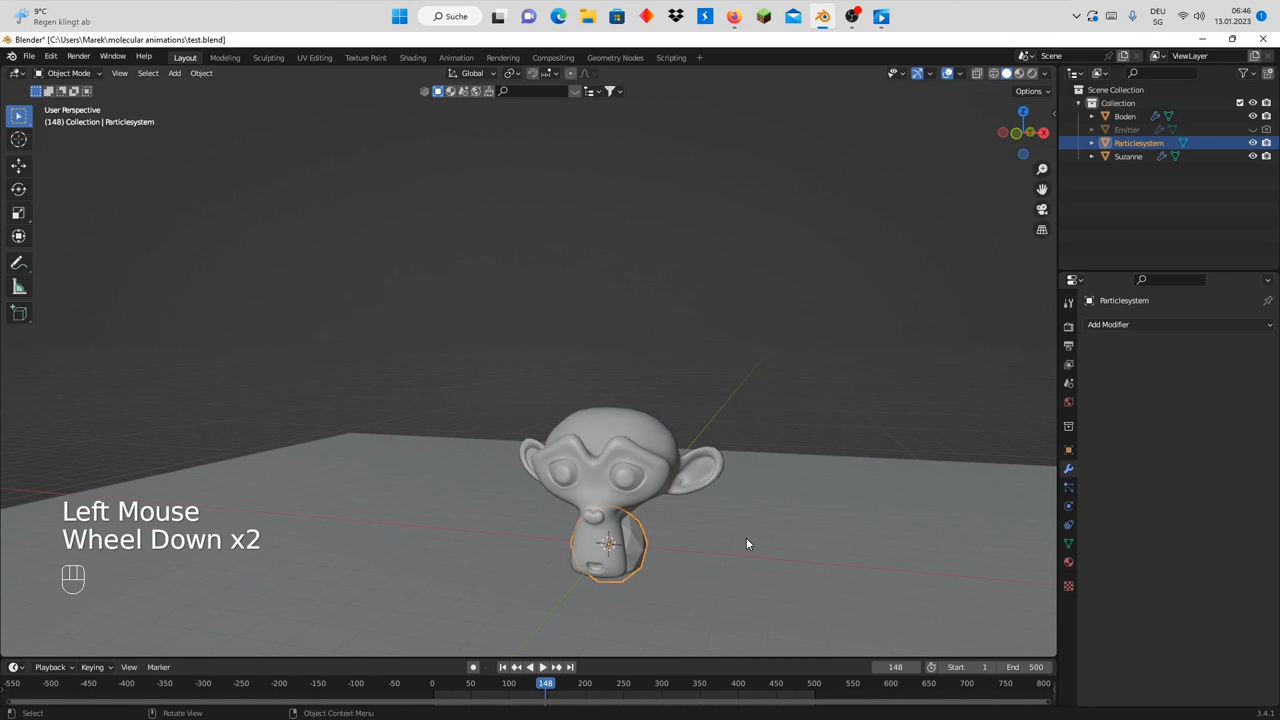 9°C
Regen klingt ab
Suche
DEU
SG
06:46
13.01.2023
Blender* [C:\Users\Marek\molecular animations\test.blend]
File Edit Render Window Help
Layout Modeling Sculpting UV Editing Texture Paint Shading Animation Rendering Compositing Geometry Nodes Scripting
Scene
ViewLayer
Object Mode View Select Add Object
Global
Options
User Perspective
(148) Collection | Particlesystem
Z
Y
X
Scene Collection
Collection
Boden
Emitter
Particlesystem
Suzanne
Particlesystem
Add Modifier
Left Mouse
Wheel Down x2
Playback Keying View Marker
148
Start 1
End 500
-550 -500 -450 -400 -350 -300 -250 -200 -150 -100 -50 0 50 100 148 200 250 300 350 400 450 500 550 600 650 700 750 800
Select
Rotate View
Object Context Menu
3.4.1